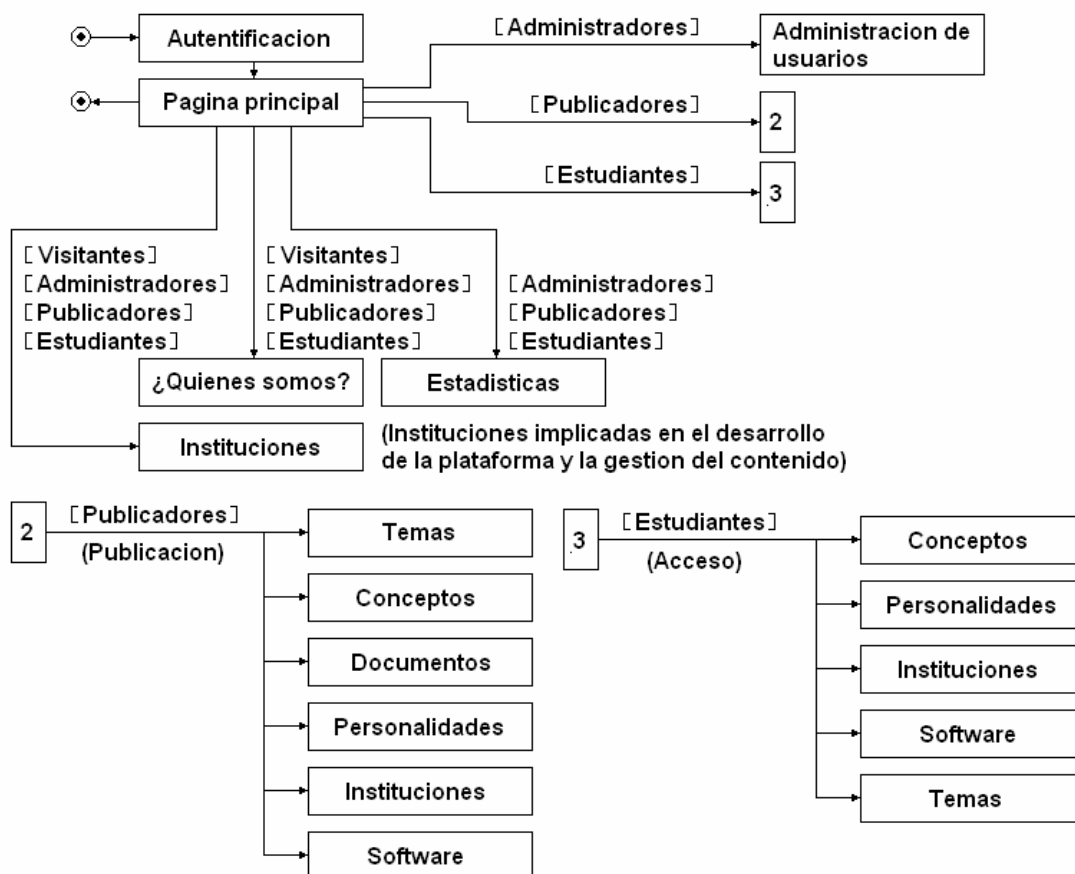 Autentificacion
[Administradores]
Administracion de
usuarios
Pagina principal
[Publicadores]
2
[Estudiantes]
3
[Visitantes]
[Administradores]
[Publicadores]
[Estudiantes]
[Visitantes]
[Administradores]
[Publicadores]
[Estudiantes]
[Administradores]
[Publicadores]
[Estudiantes]
¿Quienes somos?
Estadisticas
Instituciones
(Instituciones implicadas en el desarrollo
de la plataforma y la gestion del contenido)
2
[Publicadores]
(Publicacion)
Temas
Conceptos
Documentos
Personalidades
Instituciones
Software
3
[Estudiantes]
(Acceso)
Conceptos
Personalidades
Instituciones
Software
Temas